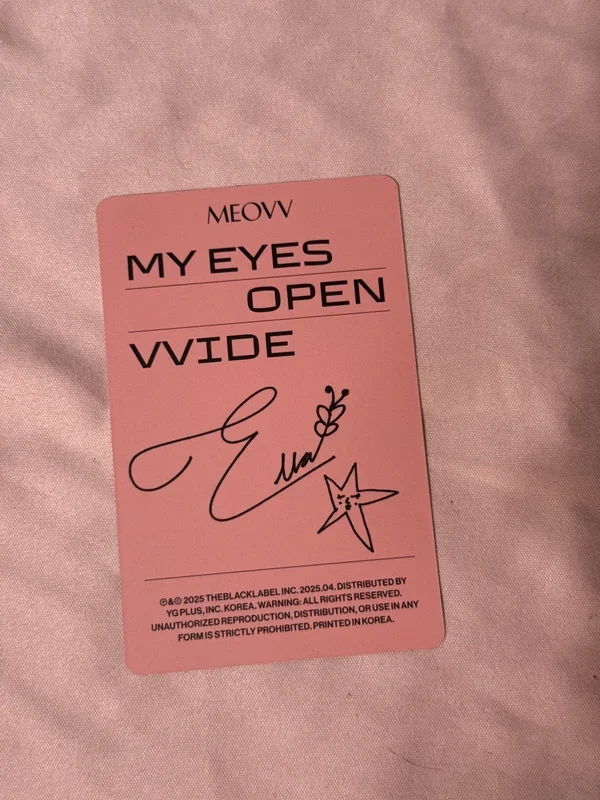 MEOVV
MY EYES
OPEN
VVIDE
Ella
℗&© 2025 THEBLACKLABEL INC. 2025.04. DISTRIBUTED BY
YG PLUS, INC. KOREA. WARNING: ALL RIGHTS RESERVED.
UNAUTHORIZED REPRODUCTION, DISTRIBUTION, OR USE IN ANY
FORM IS STRICTLY PROHIBITED. PRINTED IN KOREA.